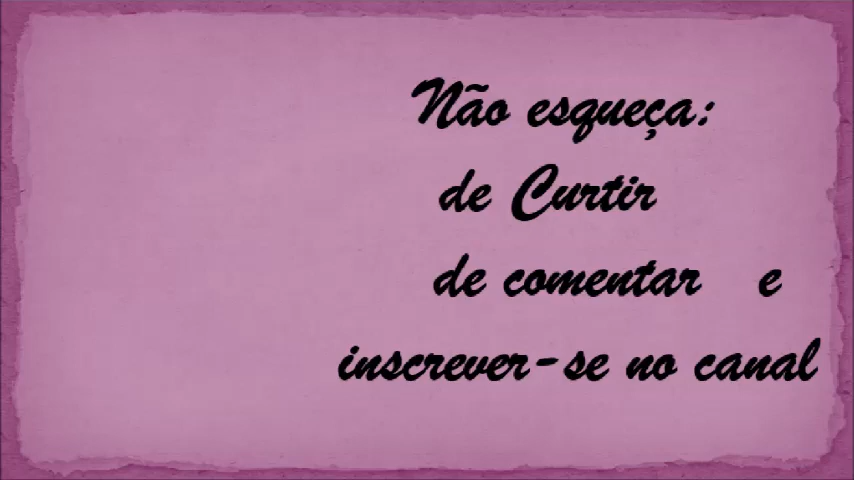 Não esqueça:
de Curtir
de comentar e
inscrever-se no canal